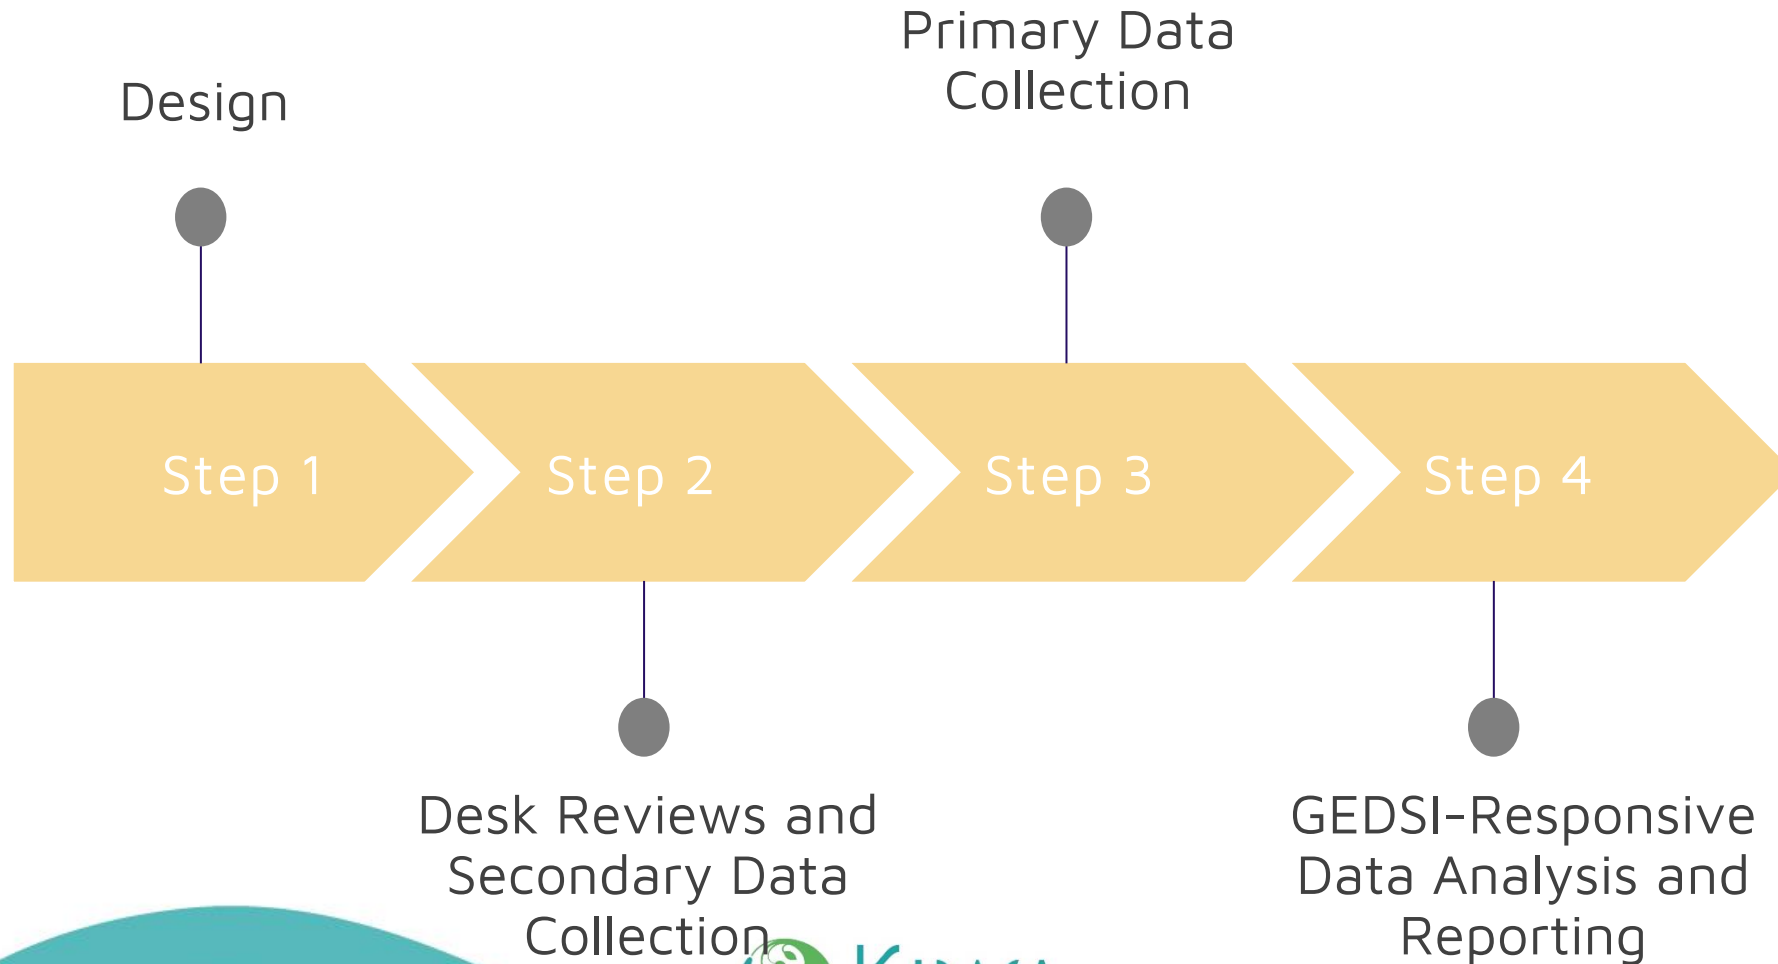 Primary Data
Collection
Design
Step 1
Step 2
Step 3
Step 4
Desk Reviews and
Secondary Data
Collection
GEDSI-Responsive
Data Analysis and
Reporting